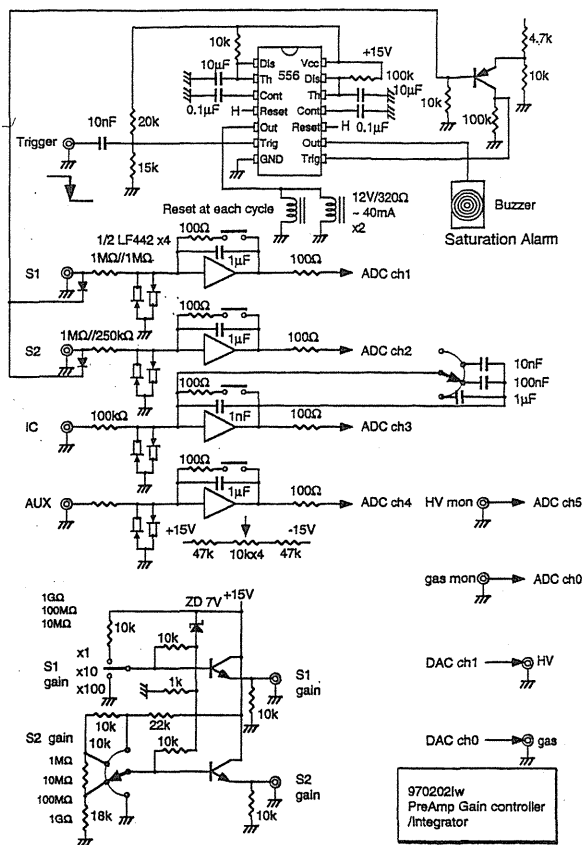 4.7k
10k
+15V
10k
Dis
Vcc
10µF
Th
556
Dis
100k
Cont
Th
10µF
0.1µF
H
Reset
Cont
10k
10nF
20k
Out
Reset
H
0.1µF
100k
Trigger
Trig
Out
15k
GND
Trig
Reset at each cycle
12V/320Ω
~ 40mA
x2
Buzzer
Saturation Alarm
1/2 LF442 x4
100Ω
S1
1MΩ//1MΩ
1µF
100Ω
ADC ch1
100Ω
S2
1MΩ//250kΩ
1µF
100Ω
ADC ch2
10nF
100nF
1µF
100Ω
IC
100kΩ
1nF
100Ω
ADC ch3
100Ω
AUX
1µF
100Ω
ADC ch4
HV mon
ADC ch5
+15V
-15V
47k
10kx4
47k
gas mon
ADC ch0
1GΩ
100MΩ
10MΩ
ZD 7V
+15V
10k
10k
S1
gain
x1
x10
x100
S1
gain
1k
10k
DAC ch1
HV
10k
22k
S2 gain
10k
10k
1MΩ
10MΩ
100MΩ
1GΩ
18k
S2
gain
10k
DAC ch0
gas
970202Iw
PreAmp Gain controller
/Integrator